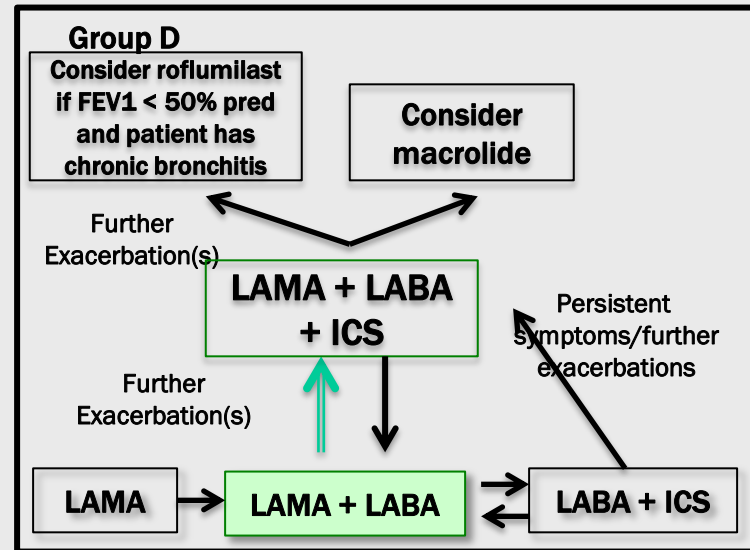 Group D
Consider roflumilast
if FEV1 < 50% pred
and patient has
chronic bronchitis
Consider
macrolide
Further
Exacerbation(s)
LAMA + LABA
+ ICS
Persistent
symptoms/further
exacerbations
Further
Exacerbation(s)
LAMA
LAMA + LABA
LABA + ICS